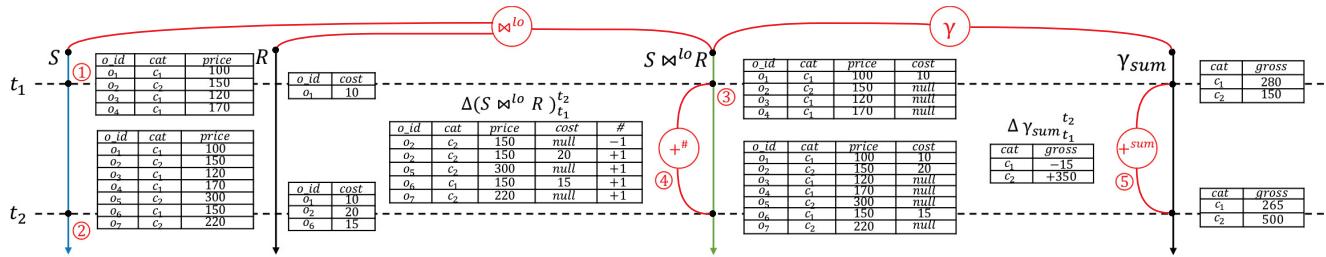 ⋈ˡᵒ
γ
S
R
S ⋈ˡᵒ R
γsum
t₁
①
o_id cat price
o₁ c₁ 100
o₂ c₂ 150
o₃ c₁ 120
o₄ c₁ 170
o_id cost
o₁ 10
③
o_id cat price cost
o₁ c₁ 100 10
o₂ c₂ 150 null
o₃ c₁ 120 null
o₄ c₁ 170 null
cat gross
c₁ 280
c₂ 150
Δ(S ⋈ˡᵒ R)t₁t₂
o_id cat price cost #
o₂ c₂ 150 null −1
o₂ c₂ 150 20 +1
o₅ c₂ 300 null +1
o₆ c₁ 150 15 +1
o₇ c₂ 220 null +1
+#
④
Δ γsum t₁t₂
cat gross
c₁ −15
c₂ +350
+sum
⑤
t₂
②
o_id cat price
o₁ c₁ 100
o₂ c₂ 150
o₃ c₁ 120
o₄ c₁ 170
o₅ c₂ 300
o₆ c₁ 150
o₇ c₂ 220
o_id cost
o₁ 10
o₂ 20
o₆ 15
o_id cat price cost
o₁ c₁ 100 10
o₂ c₂ 150 20
o₃ c₁ 120 null
o₄ c₁ 170 null
o₅ c₂ 300 null
o₆ c₁ 150 15
o₇ c₂ 220 null
cat gross
c₁ 265
c₂ 500